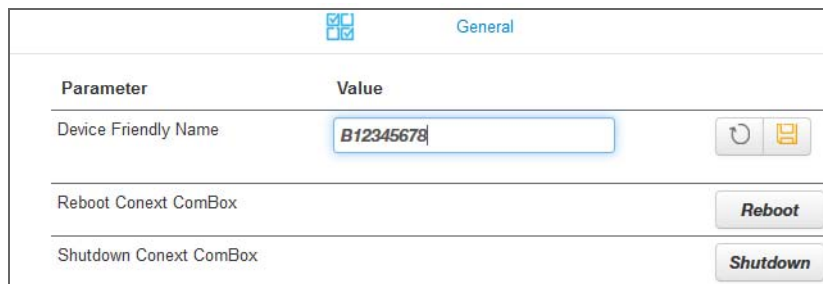 General
Parameter Value
Device Friendly Name B12345678
Reboot Conext ComBox Reboot
Shutdown Conext ComBox Shutdown